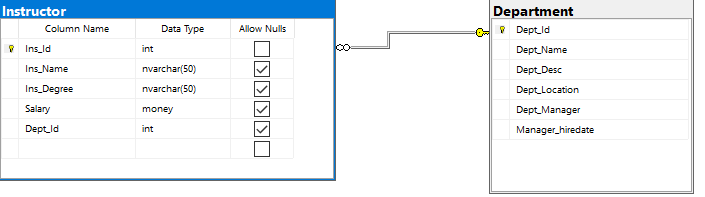 Instructor
Column Name Data Type Allow Nulls
Ins_Id int
Ins_Name nvarchar(50)
Ins_Degree nvarchar(50)
Salary money
Dept_Id int
Department
Dept_Id
Dept_Name
Dept_Desc
Dept_Location
Dept_Manager
Manager_hiredate